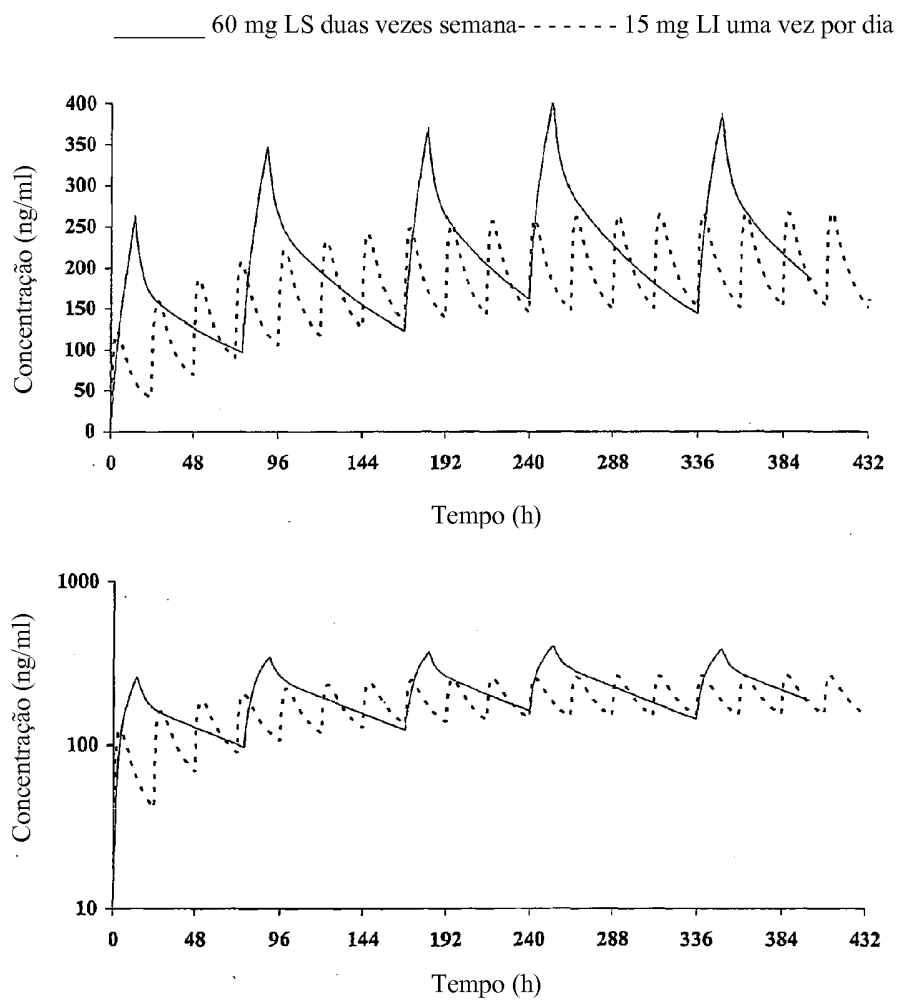 60 mg LS duas vezes semana - - - - - - - 15 mg LI uma vez por dia
Concentração (ng/ml)
400
350
300
250
200
150
100
50
0
0 48 96 144 192 240 288 336 384 432
Tempo (h)
Concentração (ng/ml)
1000
100
10
0 48 96 144 192 240 288 336 384 432
Tempo (h)